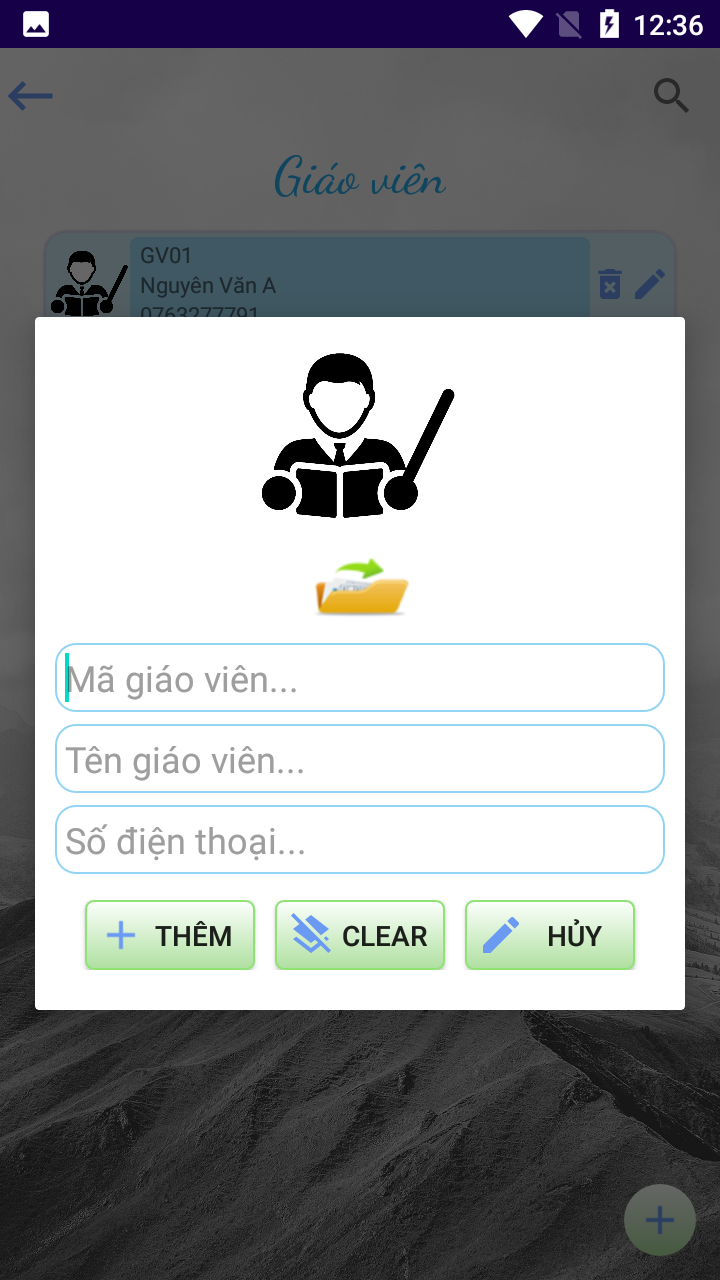 12:36
Giáo viên
GV01
Nguyên Văn A
0763277791
Mã giáo viên...
Tên giáo viên...
Số điện thoại...
THÊM
CLEAR
HỦY